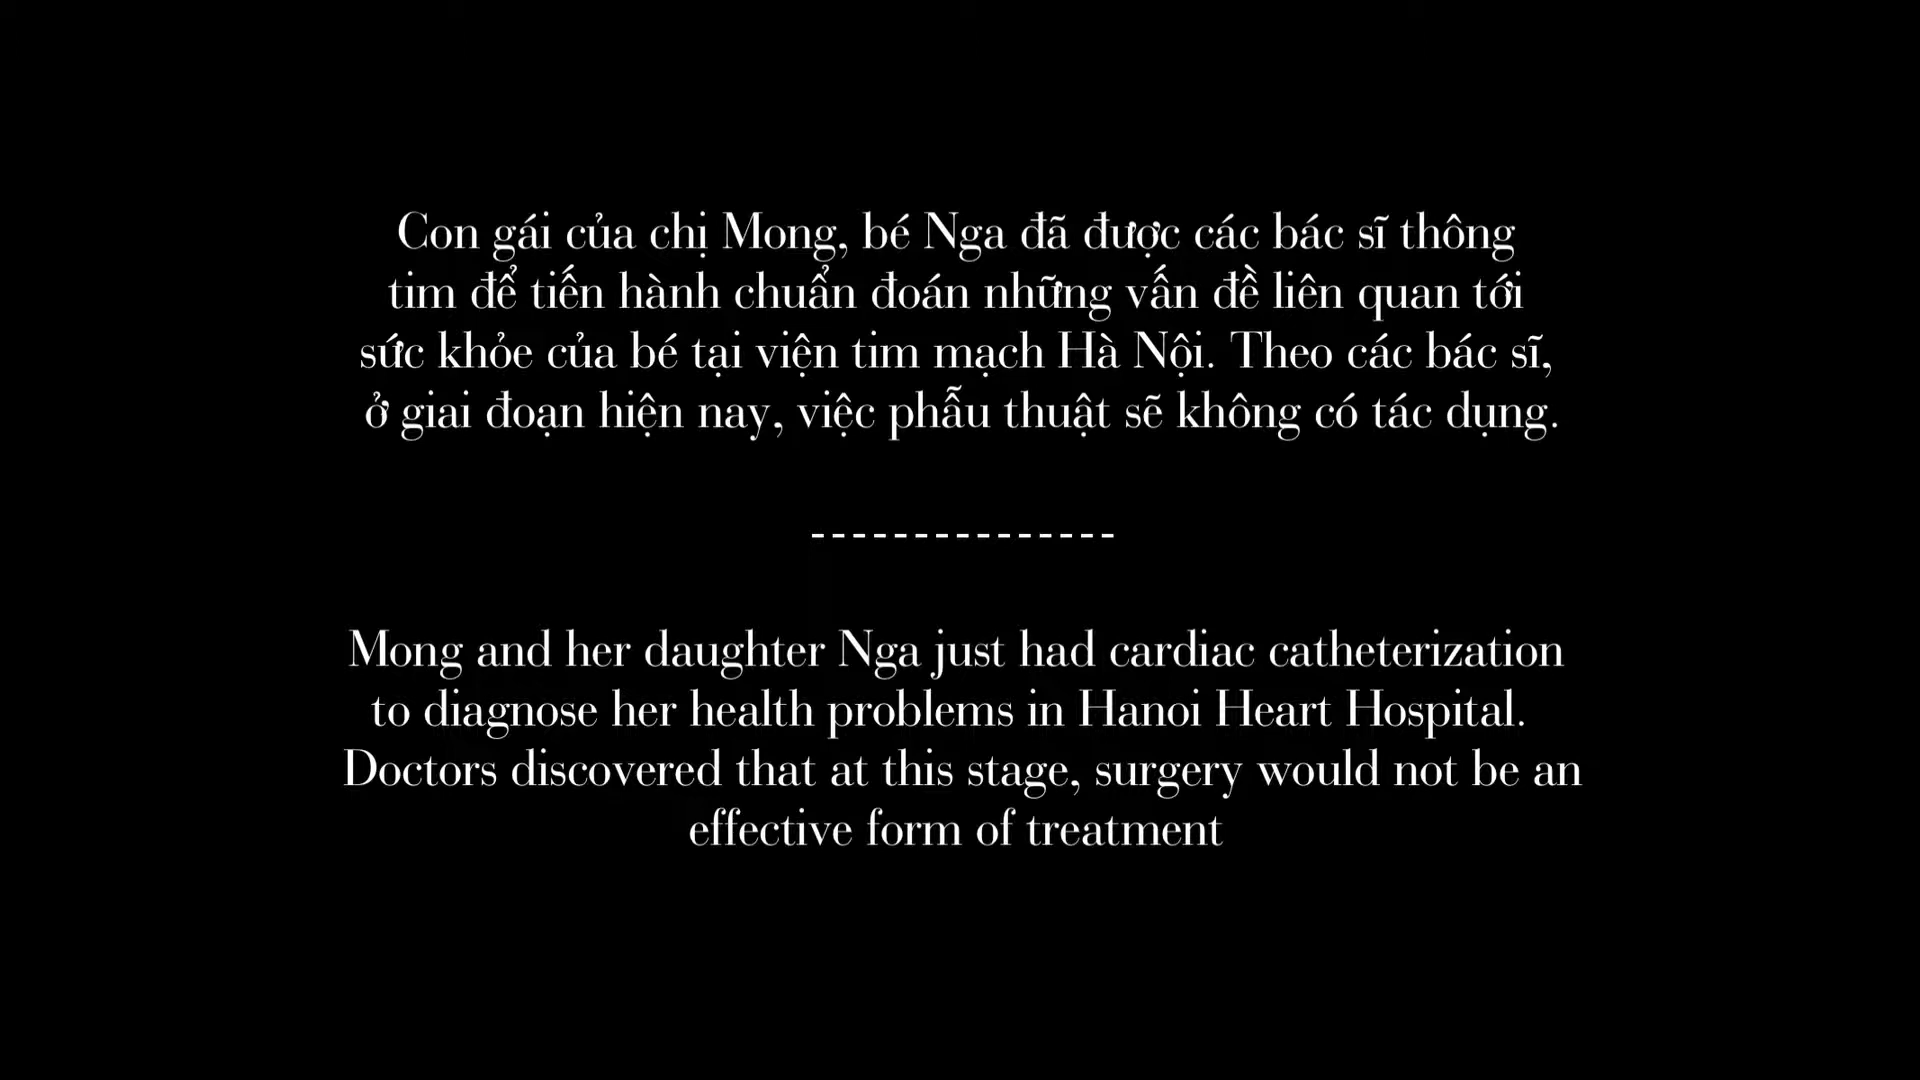 Con gái của chị Mong, bé Nga đã được các bác sĩ thông
tim để tiến hành chuẩn đoán những vấn đề liên quan tới
sức khỏe của bé tại viện tim mạch Hà Nội. Theo các bác sĩ,
ở giai đoạn hiện nay, việc phẫu thuật sẽ không có tác dụng.
---------------
Mong and her daughter Nga just had cardiac catheterization
to diagnose her health problems in Hanoi Heart Hospital.
Doctors discovered that at this stage, surgery would not be an
effective form of treatment